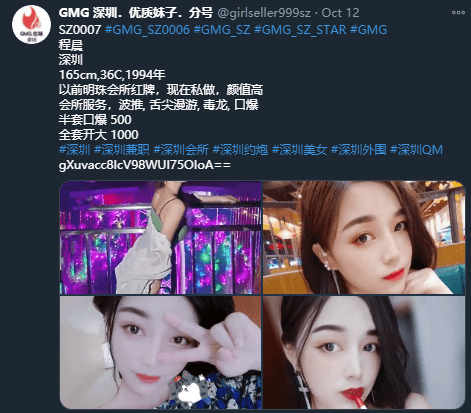 GMG 深圳．优质妹子．分号 @girlseller999sz · Oct 12
SZ0007 #GMG_SZ0006 #GMG_SZ #GMG_SZ_STAR #GMG
程晨
深圳
165cm,36C,1994年
以前明珠会所红牌，现在私做，颜值高
会所服务，波推, 舌尖漫游, 毒龙, 口爆
半套口爆 500
全套开大 1000
#深圳 #深圳兼职 #深圳会所 #深圳约炮 #深圳美女 #深圳外围 #深圳QM